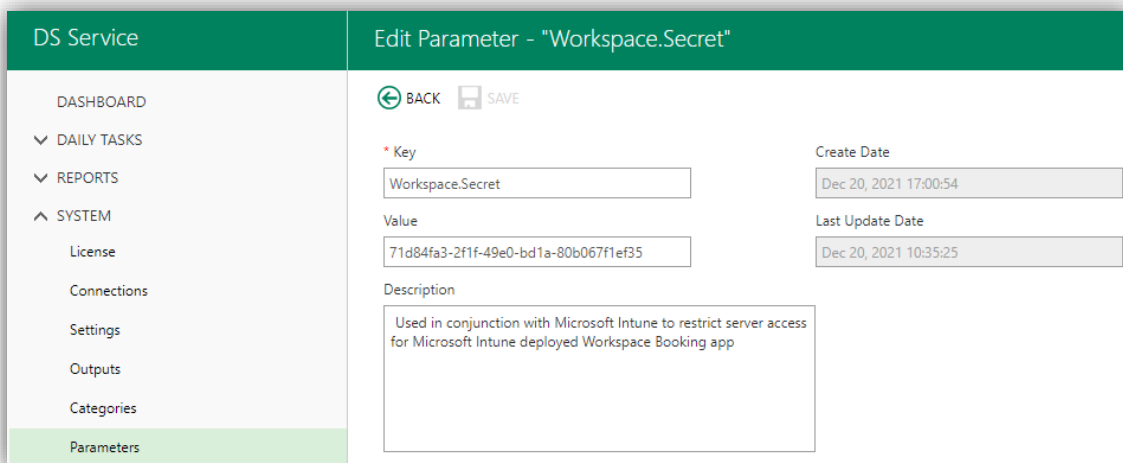 DS Service
Edit Parameter - "Workspace.Secret"
DASHBOARD
DAILY TASKS
REPORTS
SYSTEM
License
Connections
Settings
Outputs
Categories
Parameters
BACK
SAVE
* Key
Workspace.Secret
Create Date
Dec 20, 2021 17:00:54
Value
71d84fa3-2f1f-49e0-bd1a-80b067f1ef35
Last Update Date
Dec 20, 2021 10:35:25
Description
Used in conjunction with Microsoft Intune to restrict server access
for Microsoft Intune deployed Workspace Booking app